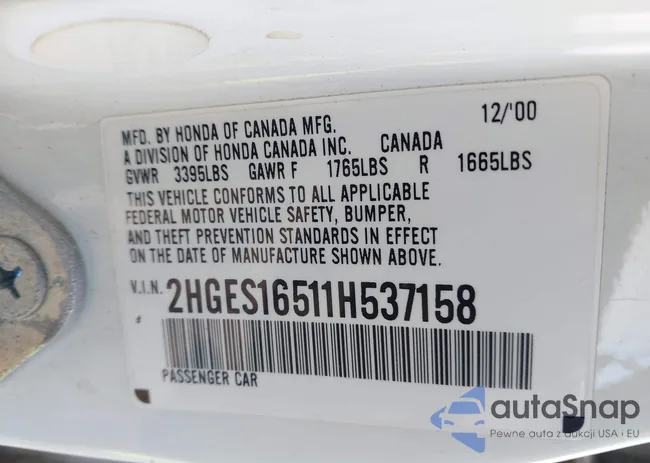 MFD. BY HONDA OF CANADA MFG. 12/'00
A DIVISION OF HONDA CANADA INC. CANADA
GVWR 3395LBS GAWR F 1765LBS R 1665LBS
THIS VEHICLE CONFORMS TO ALL APPLICABLE
FEDERAL MOTOR VEHICLE SAFETY, BUMPER,
AND THEFT PREVENTION STANDARDS IN EFFECT
ON THE DATE OF MANUFACTURE SHOWN ABOVE.
V.I.N. 2HGES16511H537158
PASSENGER CAR
autoSnap
Pewne auta z aukcji USA i EU